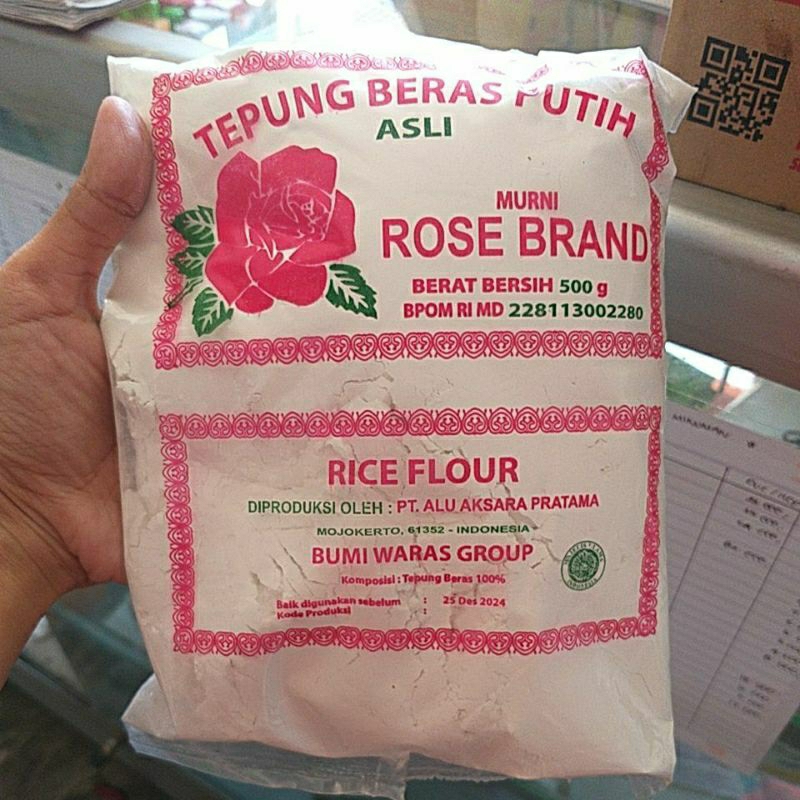 TEPUNG BERAS PUTIH
ASLI
MURNI
ROSE BRAND
BERAT BERSIH 500 g
BPOM RI MD 228113002280
RICE FLOUR
DIPRODUKSI OLEH : PT. ALU AKSARA PRATAMA
MOJOKERTO, 61352 - INDONESIA
BUMI WARAS GROUP
Komposisi : Tepung Beras 100%
Baik digunakan sebelum : 25 Des 2024
Kode Produksi :